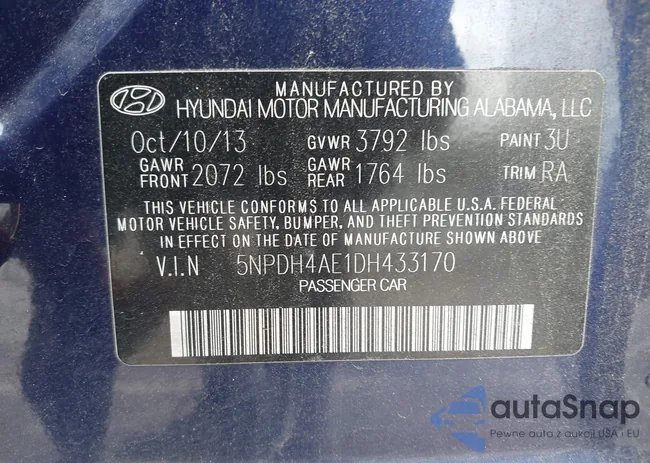 MANUFACTURED BY
HYUNDAI MOTOR MANUFACTURING ALABAMA, LLC
Oct/10/13 GVWR 3792 lbs PAINT 3U
GAWR FRONT 2072 lbs GAWR REAR 1764 lbs TRIM RA
THIS VEHICLE CONFORMS TO ALL APPLICABLE U.S.A. FEDERAL
MOTOR VEHICLE SAFETY, BUMPER, AND THEFT PREVENTION STANDARDS
IN EFFECT ON THE DATE OF MANUFACTURE SHOWN ABOVE
V.I.N 5NPDH4AE1DH433170
PASSENGER CAR
autaSnap
Pewne auta z aukcji USA i EU